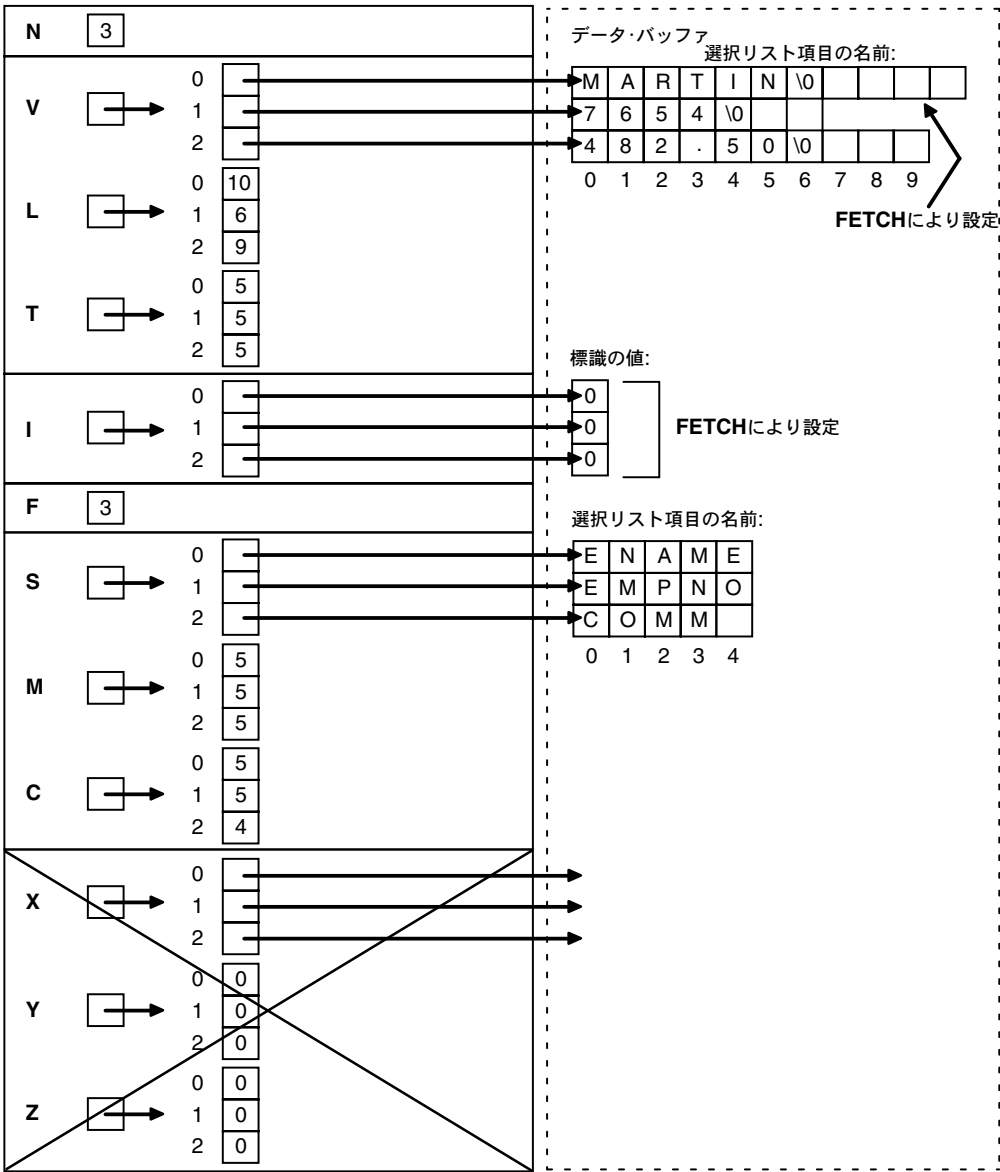 N 3
データ・バッファ
選択リスト項目の名前:
V
0 M A R T I N \0
1 7 6 5 4 \0
2 4 8 2 . 5 0 \0
0 1 2 3 4 5 6 7 8 9
FETCHにより設定
L
0 10
1 6
2 9
T
0 5
1 5
2 5
標識の値:
I
0 0
1 0
2 0
FETCHにより設定
F 3
選択リスト項目の名前:
S
0 E N A M E
1 E M P N O
2 C O M M
0 1 2 3 4
M
0 5
1 5
2 5
C
0 5
1 5
2 4
X
0
1
2
Y
0 0
1 0
2 0
Z
0 0
1 0
2 0